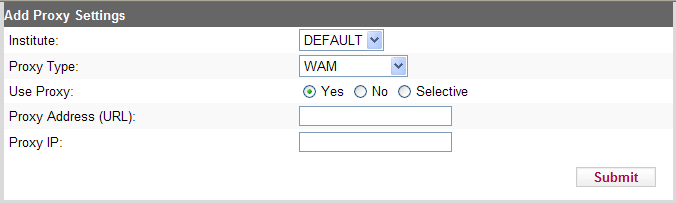 Add Proxy Settings
Institute: DEFAULT
Proxy Type: WAM
Use Proxy: Yes No Selective
Proxy Address (URL):
Proxy IP:
Submit